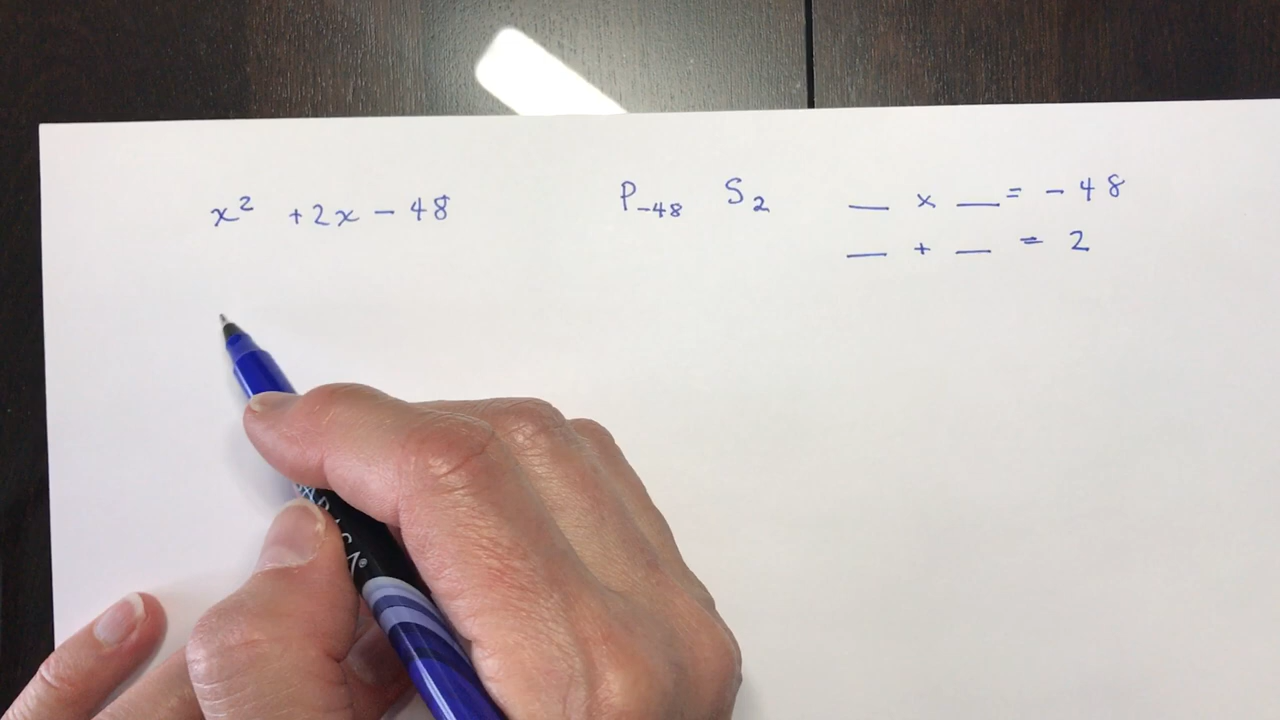 x² +2x - 48 P₋₄₈ S₂ __ x __ = - 48
__ + __ = 2